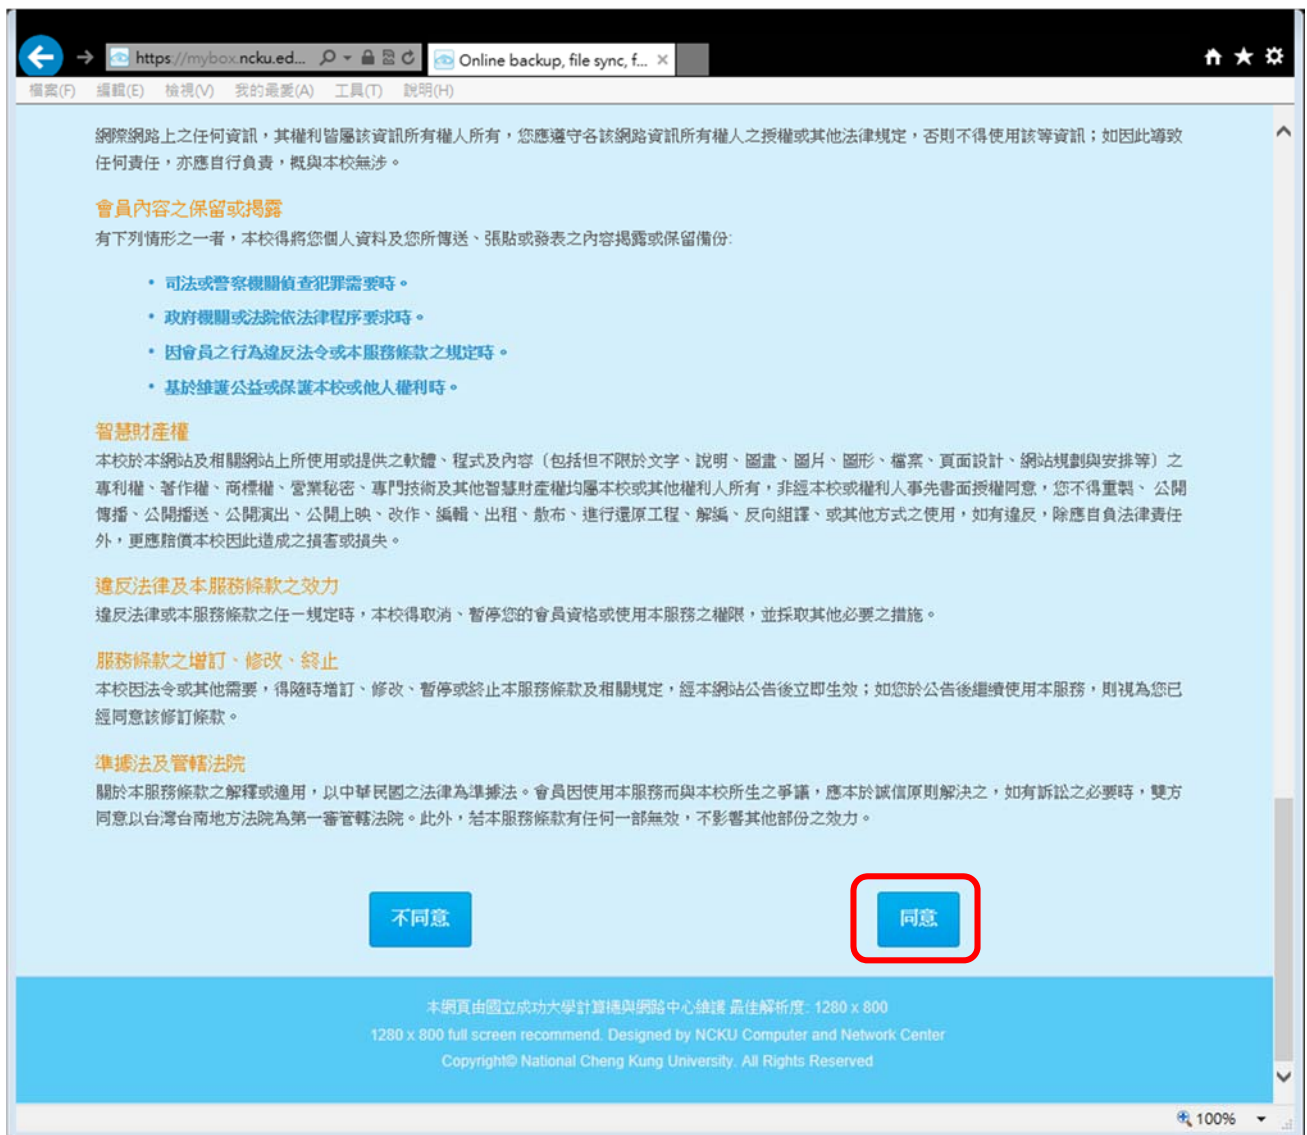 https://mybox.ncku.ed...
Online backup, file sync, f...
檔案(F) 編輯(E) 檢視(V) 我的最愛(A) 工具(T) 說明(H)
網際網路上之任何資訊，其權利皆屬該資訊所有權人所有，您應遵守各該網路資訊所有權人之授權或其他法律規定，否則不得使用該等資訊；如因此導致
任何責任，亦應自行負責，概與本校無涉。
會員內容之保留或揭露
有下列情形之一者，本校得將您個人資料及您所傳送、張貼或發表之內容揭露或保留備份:
• 司法或警察機關偵查犯罪需要時。
• 政府機關或法院依法律程序要求時。
• 因會員之行為違反法令或本服務條款之規定時。
• 基於維護公益或保護本校或他人權利時。
智慧財產權
本校於本網站及相關網站上所使用或提供之軟體、程式及內容（包括但不限於文字、說明、圖畫、圖片、圖形、檔案、頁面設計、網站規劃與安排等）之
專利權、著作權、商標權、營業秘密、專門技術及其他智慧財產權均屬本校或其他權利人所有，非經本校或權利人事先書面授權同意，您不得重製、 公開
傳播、公開播送、公開演出、公開上映、改作、編輯、出租、散布、進行還原工程、解編、反向組譯、或其他方式之使用，如有違反，除應自負法律責任
外，更應賠償本校因此造成之損害或損失。
違反法律及本服務條款之效力
違反法律或本服務條款之任一規定時，本校得取消、暫停您的會員資格或使用本服務之權限，並採取其他必要之措施。
服務條款之增訂、修改、終止
本校因法令或其他需要，得隨時增訂、修改、暫停或終止本服務條款及相關規定，經本網站公告後立即生效；如您於公告後繼續使用本服務，則視為您已
經同意該修訂條款。
準據法及管轄法院
關於本服務條款之解釋或適用，以中華民國之法律為準據法。會員因使用本服務而與本校所生之爭議，應本於誠信原則解決之，如有訴訟之必要時，雙方
同意以台灣台南地方法院為第一審管轄法院。此外，若本服務條款有任何一部無效，不影響其他部份之效力。
不同意
同意
本網頁由國立成功大學計算機與網路中心維護 最佳解析度: 1280 x 800
1280 x 800 full screen recommend. Designed by NCKU Computer and Network Center
Copyright© National Cheng Kung University. All Rights Reserved
100%